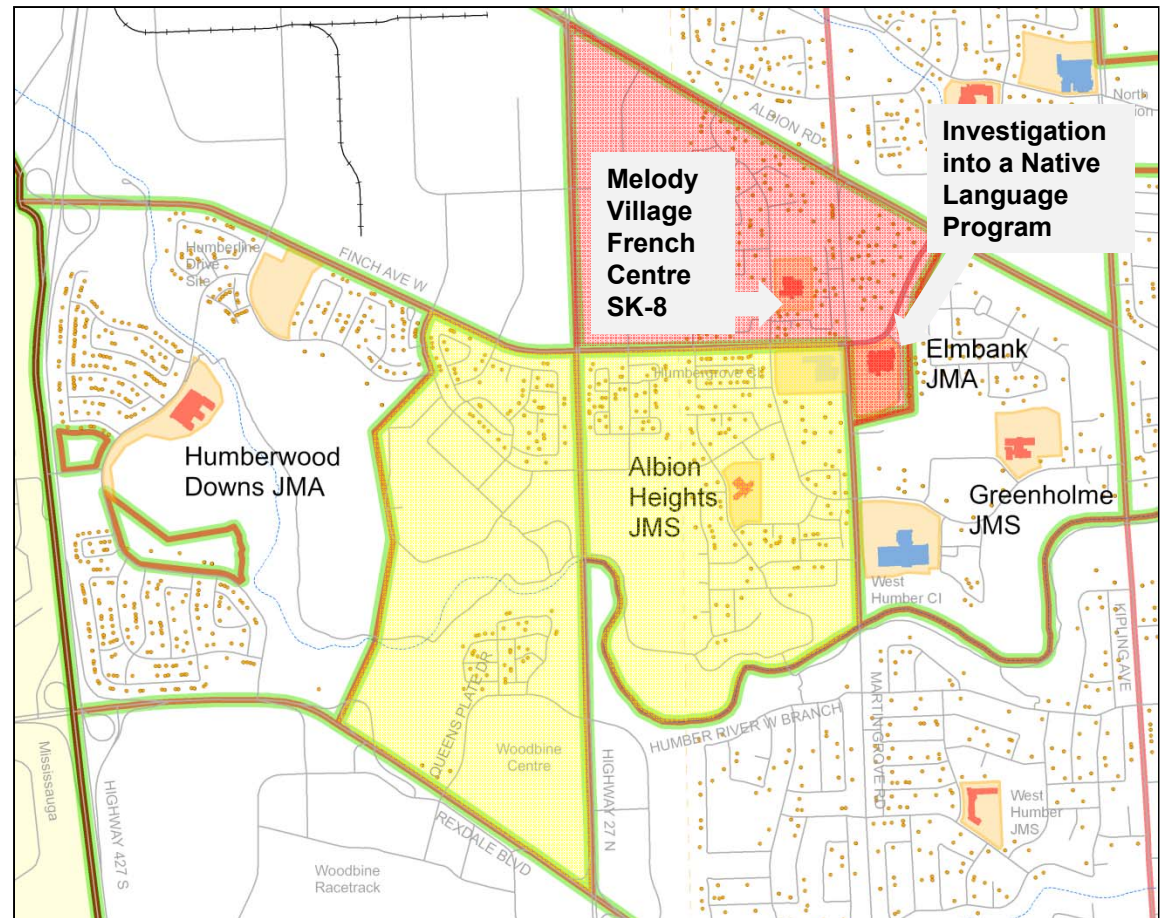 ALBION RD
North
Investigation
into a Native
Language
Program
Melody
Village
French
Centre
SK-8
Humberline
Drive
Site
FINCH AVE W
Humbergrove
Elmbank
JMA
Humberwood
Downs JMA
Albion
Heights
JMS
Greenholme
JMS
West
Humber CI
KIPLING AVE
QUEENS PLATE DR
Woodbine
Centre
HUMBER RIVER W BRANCH
MARTIN GROVE RD
HIGHWAY 27 N
Mississauga
HIGHWAY 427 S
REXDALE BLVD
West
Humber
JMS
Woodbine
Racetrack